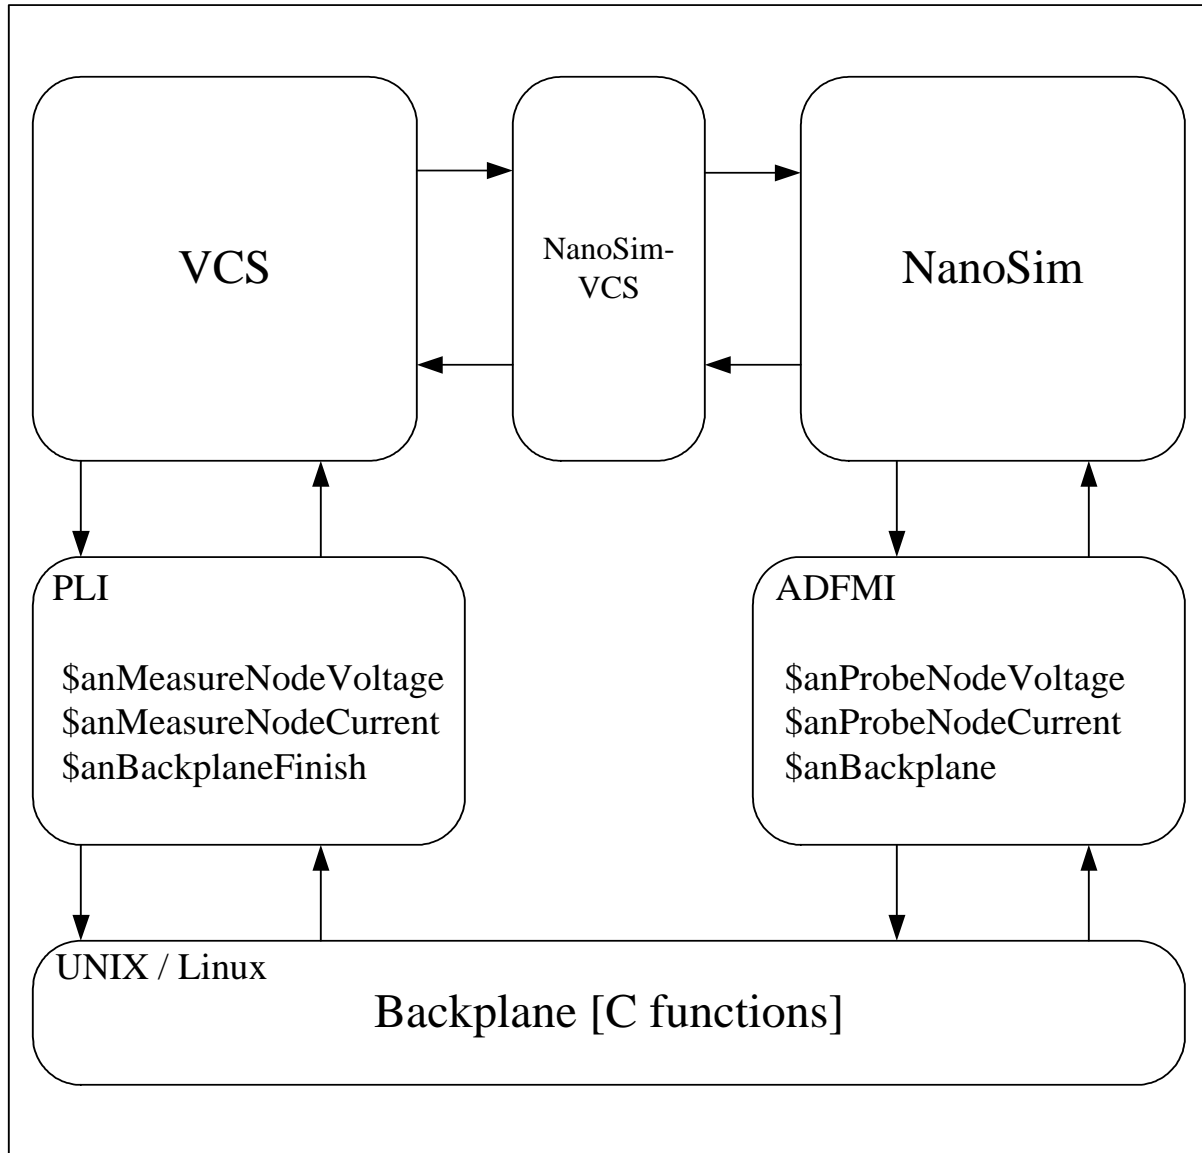 VCS
NanoSim-
VCS
NanoSim
PLI
$anMeasureNodeVoltage
$anMeasureNodeCurrent
$anBackplaneFinish
ADFMI
$anProbeNodeVoltage
$anProbeNodeCurrent
$anBackplane
UNIX / Linux
Backplane [C functions]